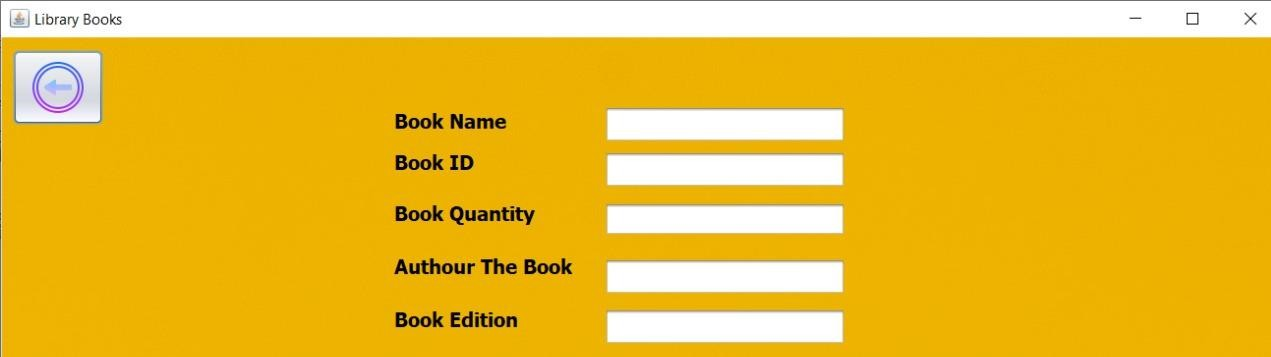 Library Books
Book Name
Book ID
Book Quantity
Authour The Book
Book Edition